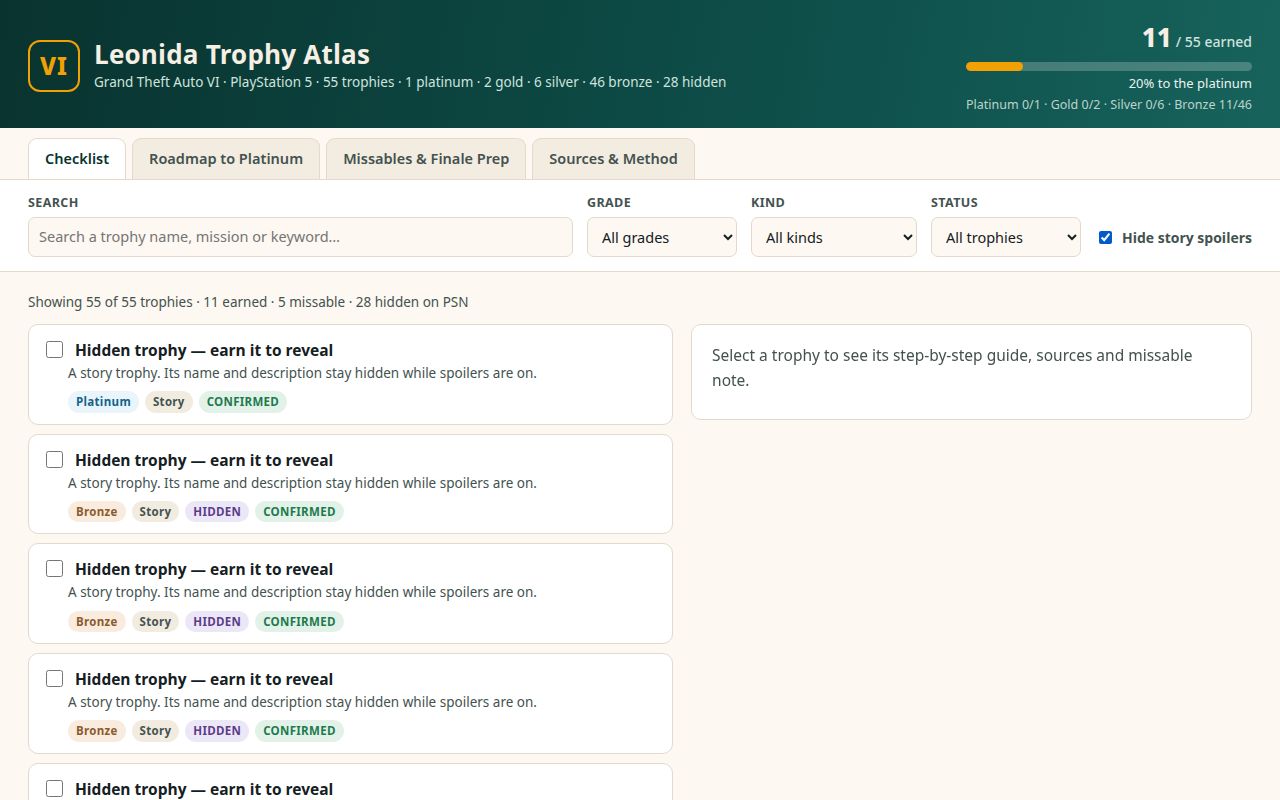 VI
Leonida Trophy Atlas
Grand Theft Auto VI · PlayStation 5 · 55 trophies · 1 platinum · 2 gold · 6 silver · 46 bronze · 28 hidden
11 / 55 earned
20% to the platinum
Platinum 0/1 · Gold 0/2 · Silver 0/6 · Bronze 11/46
Checklist
Roadmap to Platinum
Missables & Finale Prep
Sources & Method
SEARCH
GRADE
KIND
STATUS
Search a trophy name, mission or keyword...
All grades
All kinds
All trophies
Hide story spoilers
Showing 55 of 55 trophies · 11 earned · 5 missable · 28 hidden on PSN
Hidden trophy — earn it to reveal
A story trophy. Its name and description stay hidden while spoilers are on.
Platinum Story CONFIRMED
Select a trophy to see its step-by-step guide, sources and missable
note.
Hidden trophy — earn it to reveal
A story trophy. Its name and description stay hidden while spoilers are on.
Bronze Story HIDDEN CONFIRMED
Hidden trophy — earn it to reveal
A story trophy. Its name and description stay hidden while spoilers are on.
Bronze Story HIDDEN CONFIRMED
Hidden trophy — earn it to reveal
A story trophy. Its name and description stay hidden while spoilers are on.
Bronze Story HIDDEN CONFIRMED
Hidden trophy — earn it to reveal